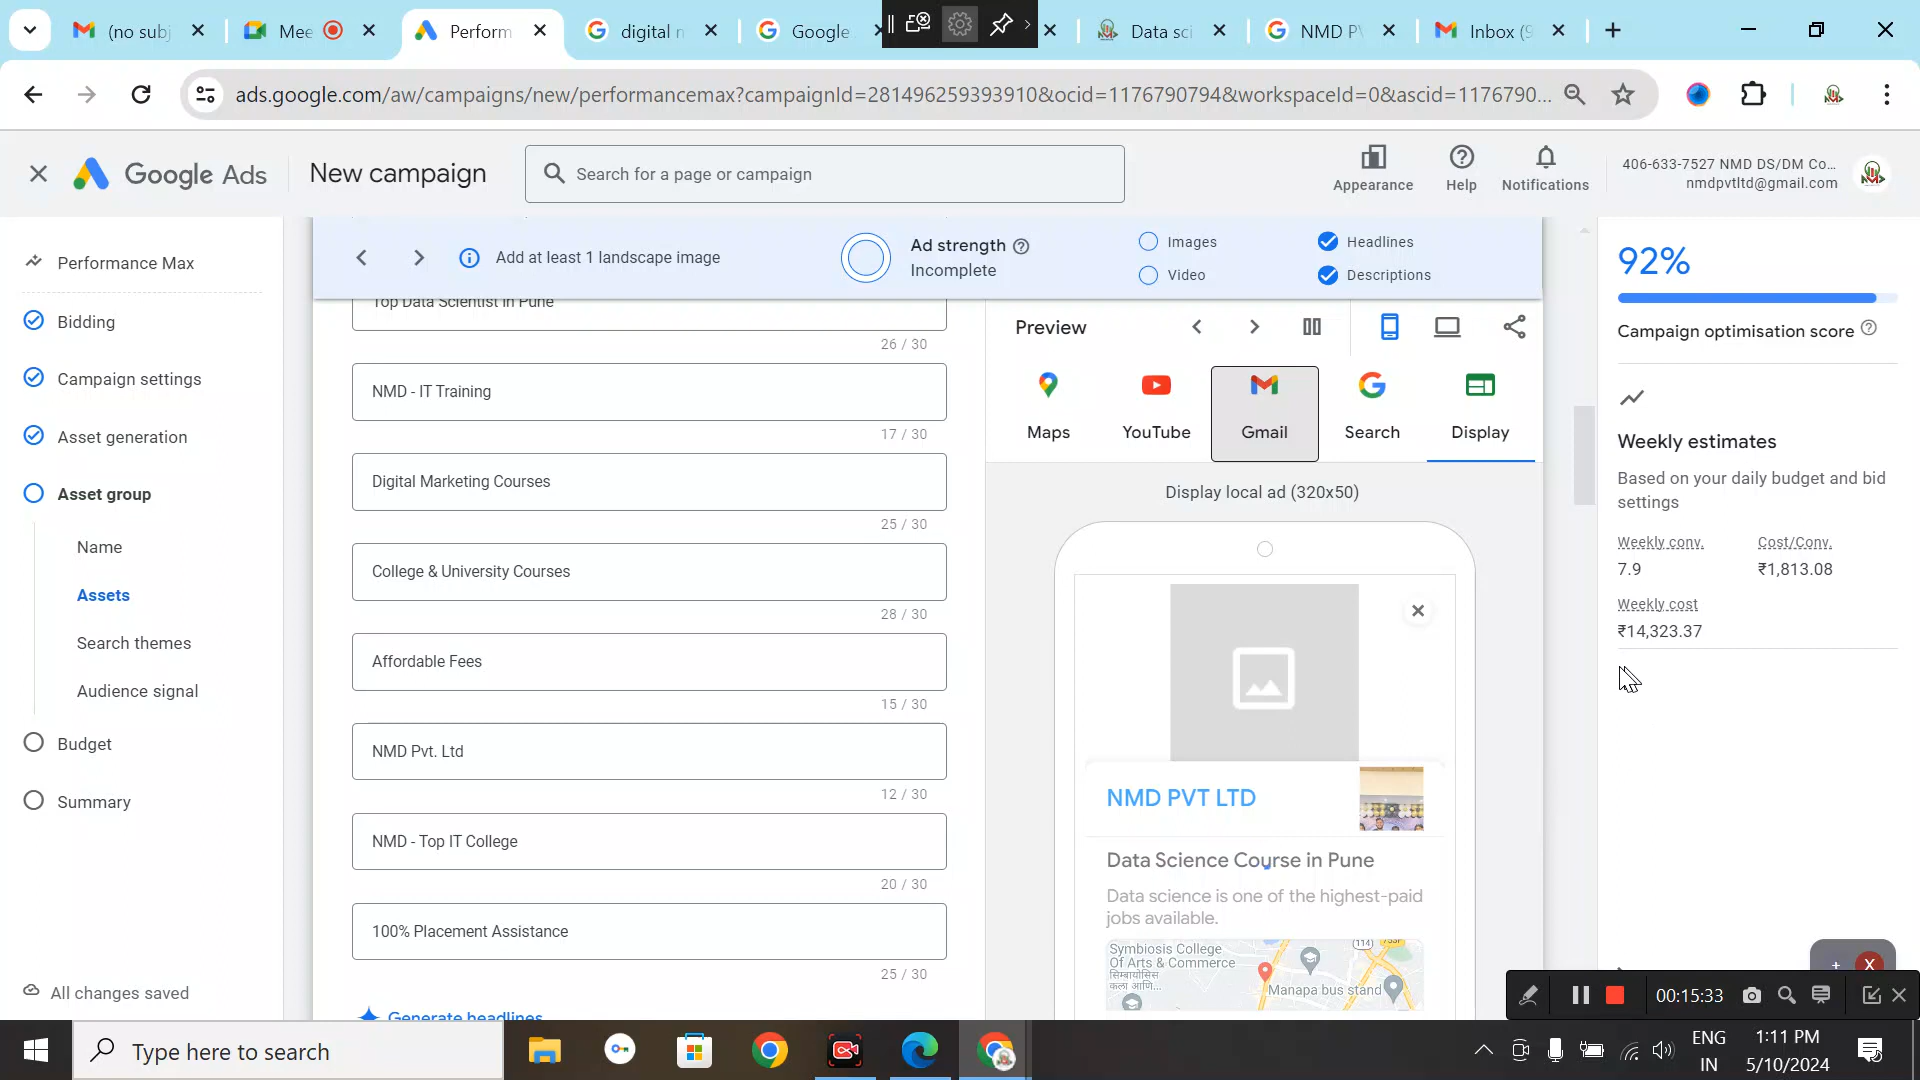 (no subj
Mee
Perform
digital n
Google
Data sci
NMD P
Inbox (9
ads.google.com/aw/campaigns/new/performancemax?campaignId=281496259393910&ocid=1176790794&workspaceId=0&ascid=1176790...
Google Ads
New campaign
Search for a page or campaign
Appearance
Help
Notifications
406-633-7527 NMD DS/DM Co...
nmdpvtltd@gmail.com
Performance Max
Bidding
Campaign settings
Asset generation
Asset group
Name
Assets
Search themes
Audience signal
Budget
Summary
All changes saved
Add at least 1 landscape image
Ad strength
Incomplete
Images
Video
Headlines
Descriptions
Top Data Scientist In Pune
26 / 30
NMD - IT Training
17 / 30
Digital Marketing Courses
25 / 30
College & University Courses
28 / 30
Affordable Fees
15 / 30
NMD Pvt. Ltd
12 / 30
NMD - Top IT College
20 / 30
100% Placement Assistance
25 / 30
Generate headlines
Preview
Maps
YouTube
Gmail
Search
Display
Display local ad (320x50)
NMD PVT LTD
Data Science Course in Pune
Data science is one of the highest-paid
jobs available.
Symbiosis College
Of Arts & Commerce
सिम्बायोसिस
कला आणि...
Manapa bus stand
114
753F
92%
Campaign optimisation score
Weekly estimates
Based on your daily budget and bid
settings
Weekly conv.
Cost/Conv.
7.9
₹1,813.08
Weekly cost
₹14,323.37
+ X
00:15:33
Type here to search
ENG
IN
1:11 PM
5/10/2024